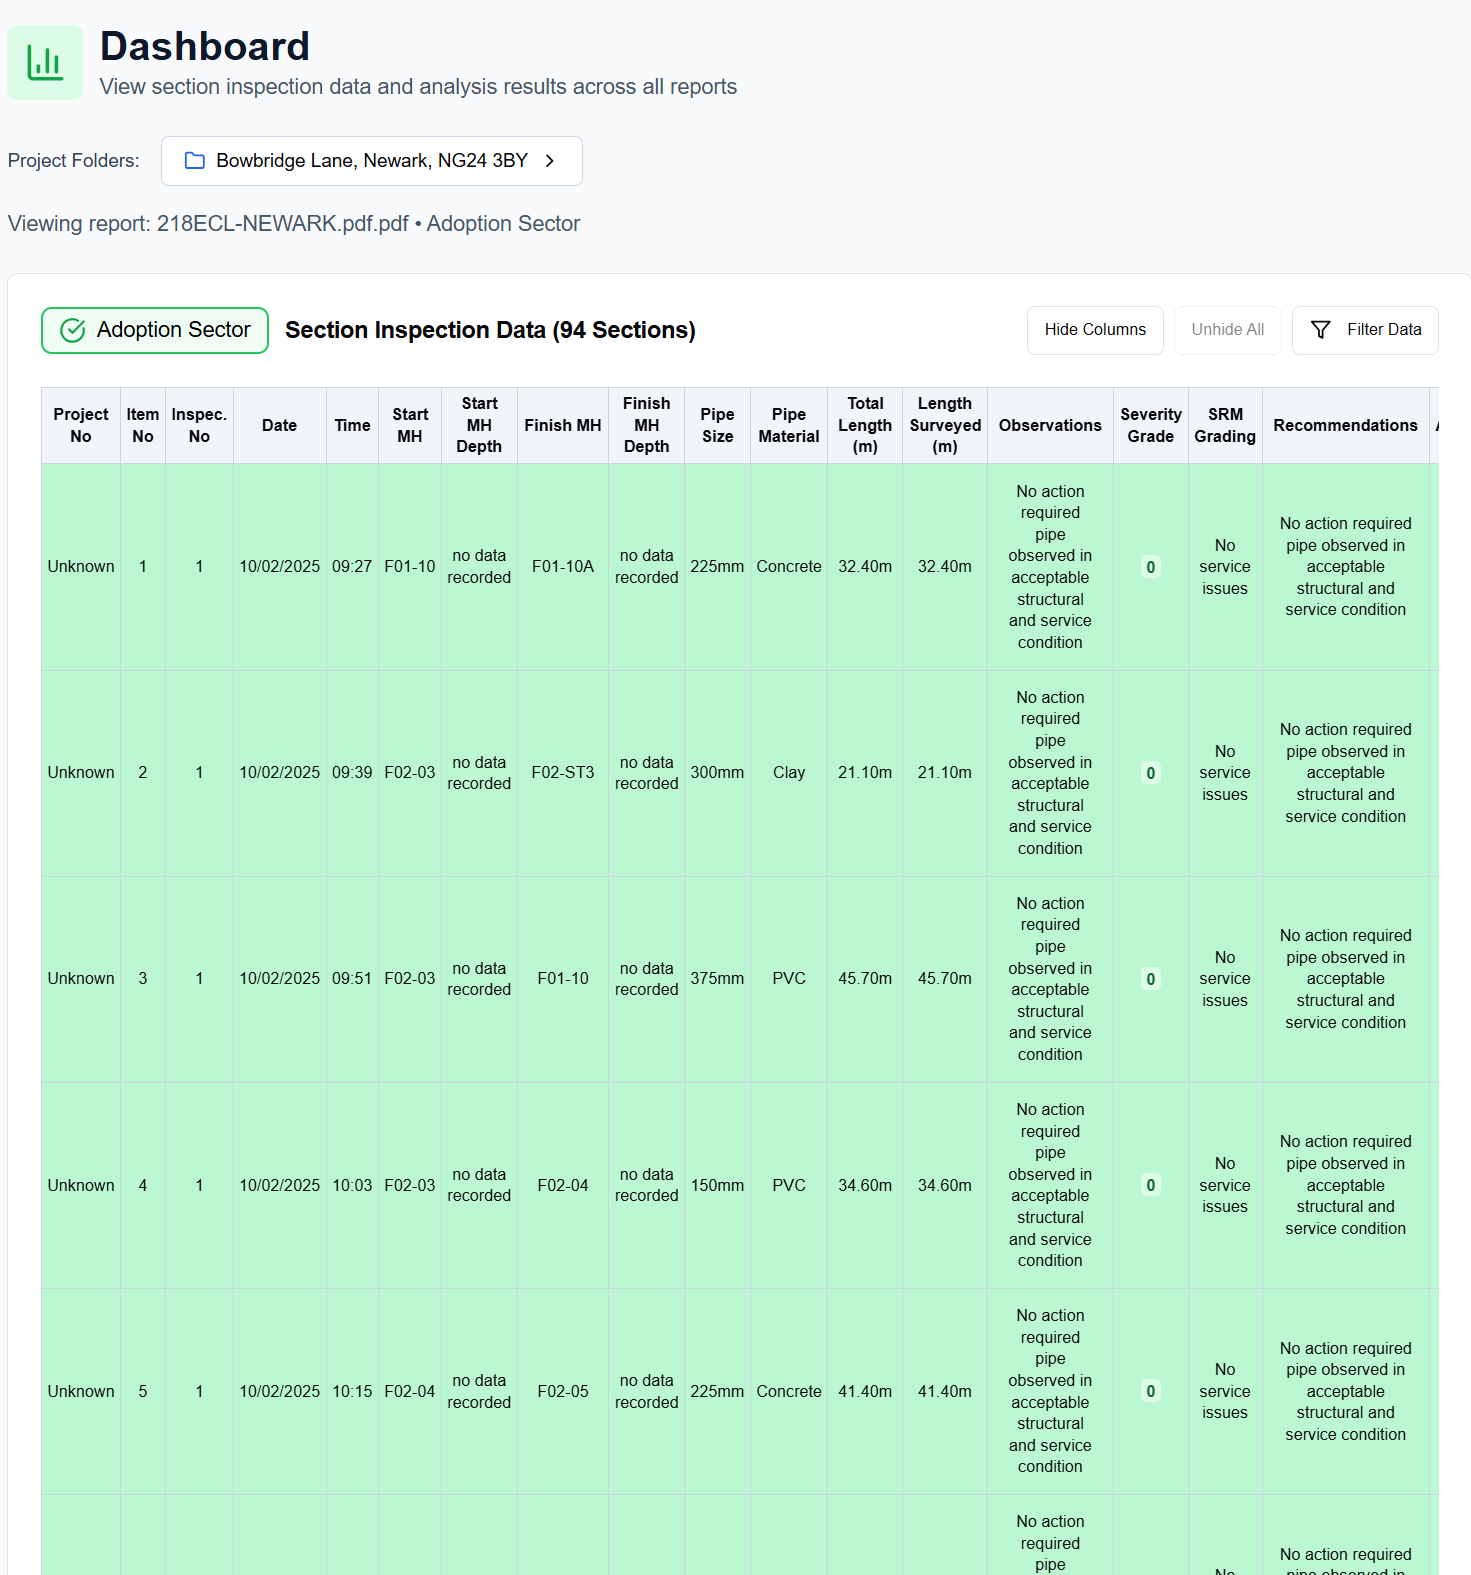 Dashboard
View section inspection data and analysis results across all reports
Project Folders:
Bowbridge Lane, Newark, NG24 3BY
Viewing report: 218ECL-NEWARK.pdf.pdf • Adoption Sector
Adoption Sector
Section Inspection Data (94 Sections)
Hide Columns
Unhide All
Filter Data
Project No | Item No | Inspec. No | Date | Time | Start MH | Start MH Depth | Finish MH | Finish MH Depth | Pipe Size | Pipe Material | Total Length (m) | Length Surveyed (m) | Observations | Severity Grade | SRM Grading | Recommendations
Unknown | 1 | 1 | 10/02/2025 | 09:27 | F01-10 | no data recorded | F01-10A | no data recorded | 225mm | Concrete | 32.40m | 32.40m | No action required pipe observed in acceptable structural and service condition | 0 | No service issues | No action required pipe observed in acceptable structural and service condition
Unknown | 2 | 1 | 10/02/2025 | 09:39 | F02-03 | no data recorded | F02-ST3 | no data recorded | 300mm | Clay | 21.10m | 21.10m | No action required pipe observed in acceptable structural and service condition | 0 | No service issues | No action required pipe observed in acceptable structural and service condition
Unknown | 3 | 1 | 10/02/2025 | 09:51 | F02-03 | no data recorded | F01-10 | no data recorded | 375mm | PVC | 45.70m | 45.70m | No action required pipe observed in acceptable structural and service condition | 0 | No service issues | No action required pipe observed in acceptable structural and service condition
Unknown | 4 | 1 | 10/02/2025 | 10:03 | F02-03 | no data recorded | F02-04 | no data recorded | 150mm | PVC | 34.60m | 34.60m | No action required pipe observed in acceptable structural and service condition | 0 | No service issues | No action required pipe observed in acceptable structural and service condition
Unknown | 5 | 1 | 10/02/2025 | 10:15 | F02-04 | no data recorded | F02-05 | no data recorded | 225mm | Concrete | 41.40m | 41.40m | No action required pipe observed in acceptable structural and service condition | 0 | No service issues | No action required pipe observed in acceptable structural and service condition
No action required pipe | No | No action required pipe observed in